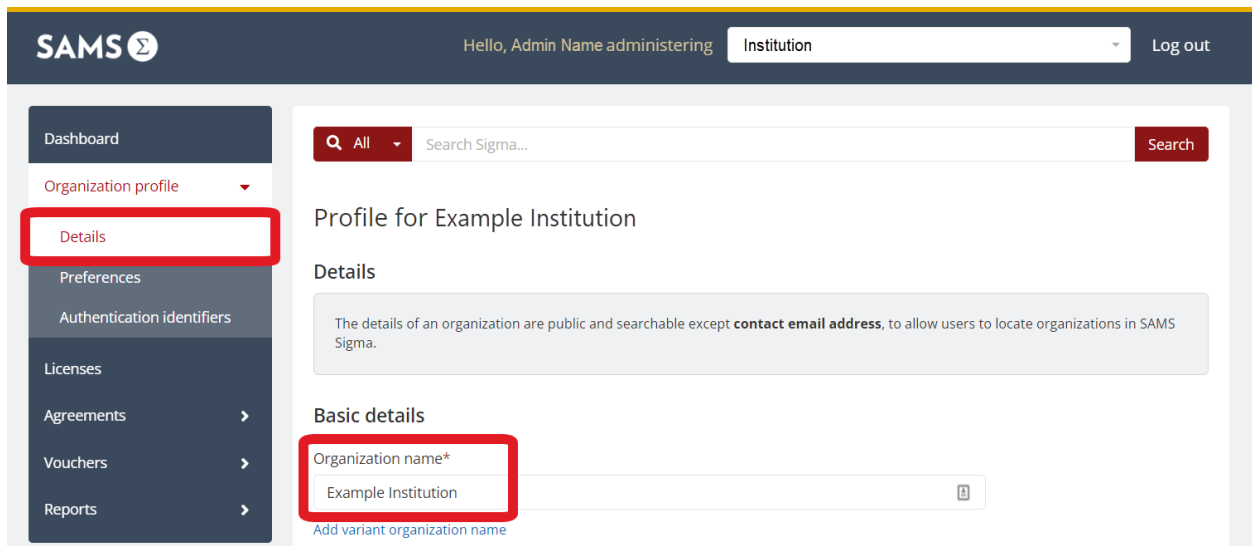 SAMS Σ
Hello, Admin Name administering
Institution
Log out
Dashboard
Organization profile
Details
Preferences
Authentication identifiers
Licenses
Agreements
Vouchers
Reports
All
Search Sigma...
Search
Profile for Example Institution
Details
The details of an organization are public and searchable except contact email address, to allow users to locate organizations in SAMS
Sigma.
Basic details
Organization name*
Example Institution
Add variant organization name